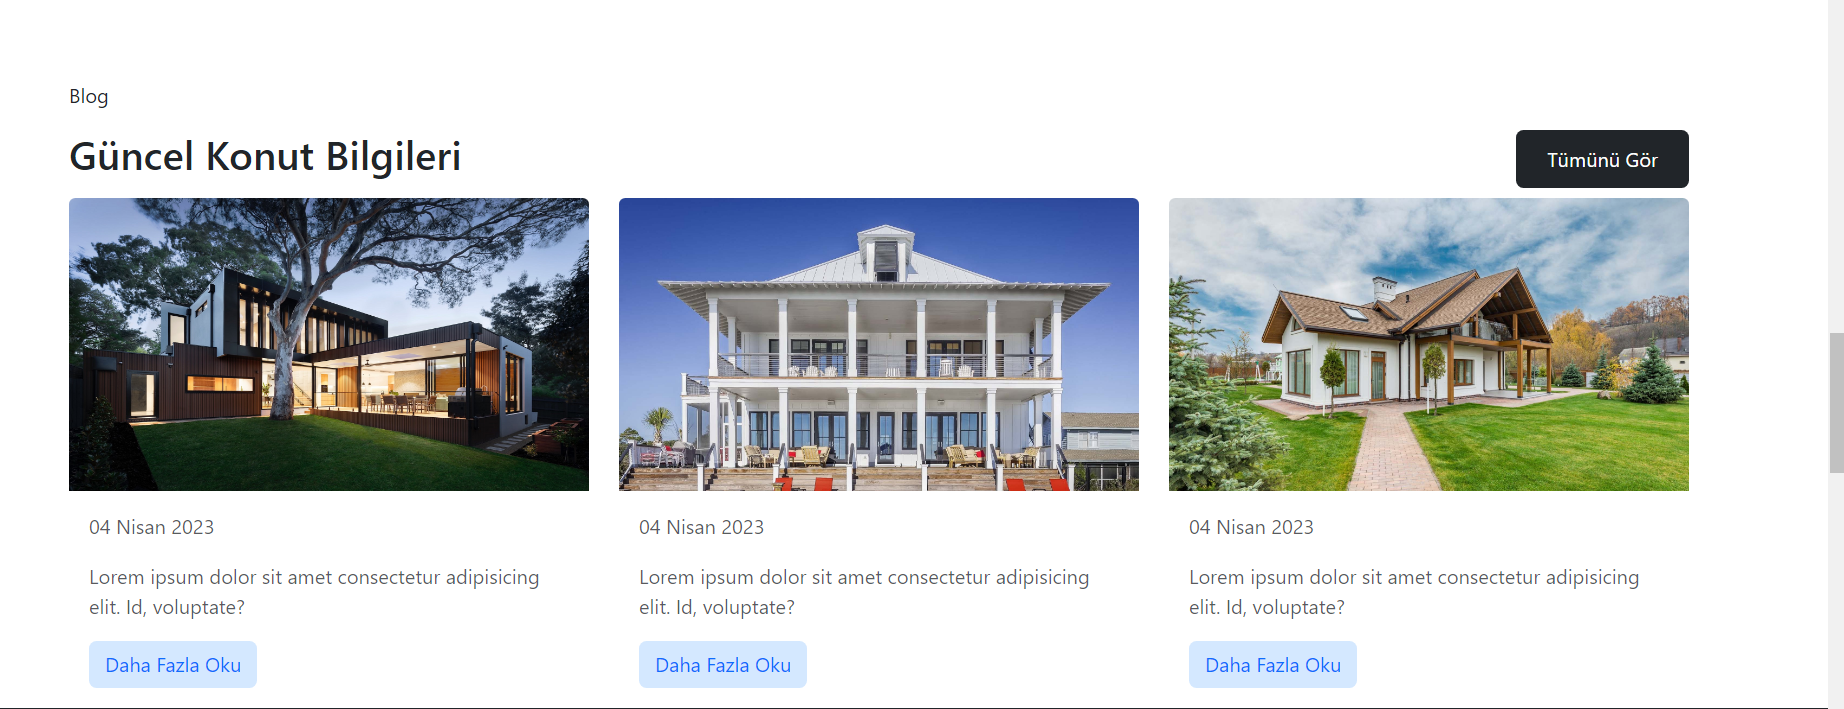 Blog
Güncel Konut Bilgileri
Tümünü Gör
04 Nisan 2023
Lorem ipsum dolor sit amet consectetur adipisicing
elit. Id, voluptate?
Daha Fazla Oku
04 Nisan 2023
Lorem ipsum dolor sit amet consectetur adipisicing
elit. Id, voluptate?
Daha Fazla Oku
04 Nisan 2023
Lorem ipsum dolor sit amet consectetur adipisicing
elit. Id, voluptate?
Daha Fazla Oku